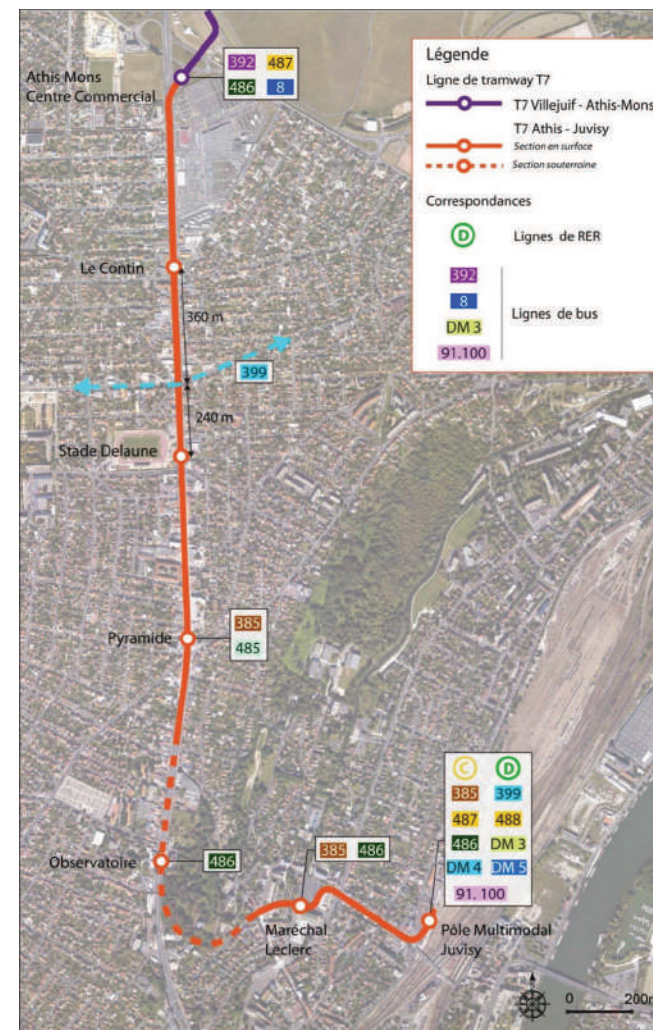 Athis Mons
Centre Commercial
392 487
486 8
Légende
Ligne de tramway T7
T7 Villejuif - Athis-Mons
T7 Athis - Juvisy
Section en surface
Section souterraine
Correspondances
D Lignes de RER
392
8
Lignes de bus
DM 3
91.100
Le Contin
360 m
399
240 m
Stade Delaune
Pyramide
385
485
Observatoire
486
385 486
Maréchal
Leclerc
C D
385 399
487 488
486 DM 3
DM 4 DM 5
91. 100
Pôle Multimodal
Juvisy
0 200m